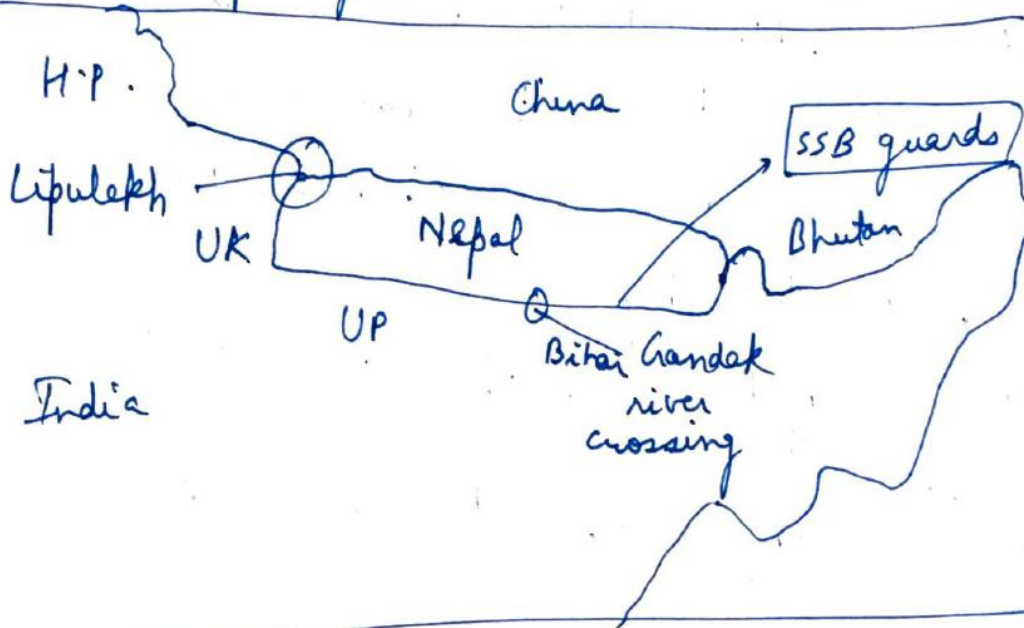 H.P.
China
SSB guards
Lipulekh
UK
Nepal
Bhutan
UP
Bihar Gandak
river
crossing
India